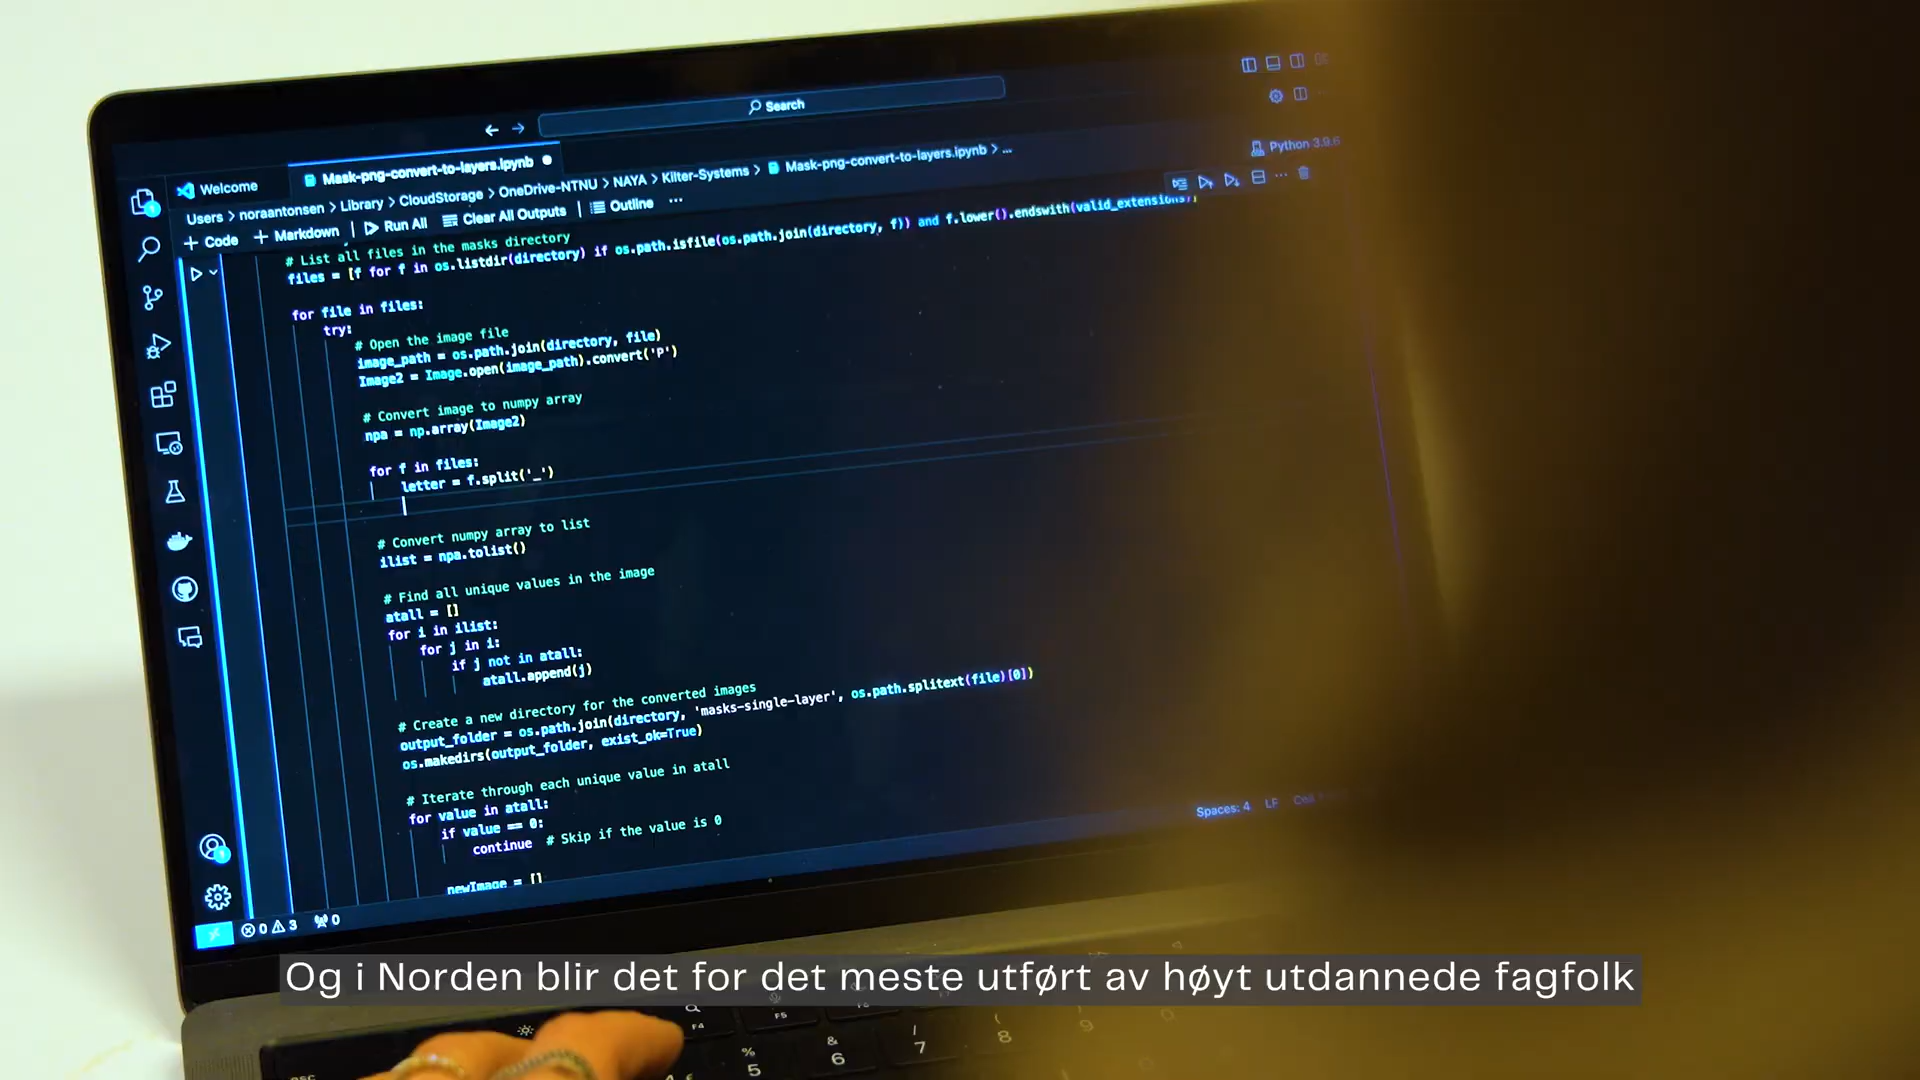 Search
Welcome
Mask-png-convert-to-layers.ipynb
Users > noraantonsen > Library > CloudStorage > OneDrive-NTNU > NAYA > Kilter-Systems > Mask-png-convert-to-layers.ipynb > ...
+ Code + Markdown Run All Clear All Outputs Outline ...
Python 3.9.6
# List all files in the masks directory
files = [f for f in os.listdir(directory) if os.path.isfile(os.path.join(directory, f)) and f.lower().endswith(valid_extensions)]
for file in files:
try:
# Open the image file
image_path = os.path.join(directory, file)
Image2 = Image.open(image_path).convert('P')
# Convert image to numpy array
npa = np.array(Image2)
for f in files:
letter = f.split('_')
# Convert numpy array to list
ilist = npa.tolist()
# Find all unique values in the image
atall = []
for i in ilist:
for j in i:
if j not in atall:
atall.append(j)
# Create a new directory for the converted images
output_folder = os.path.join(directory, 'masks-single-layer', os.path.splitext(file)[0])
os.makedirs(output_folder, exist_ok=True)
# Iterate through each unique value in atall
for value in atall:
if value == 0:
continue # Skip if the value is 0
newImage = []
0 3 0
Spaces: 4 LF
Og i Norden blir det for det meste utført av høyt utdannede fagfolk
F4 F5
% & / ( 
5 6 7 8 9
esc